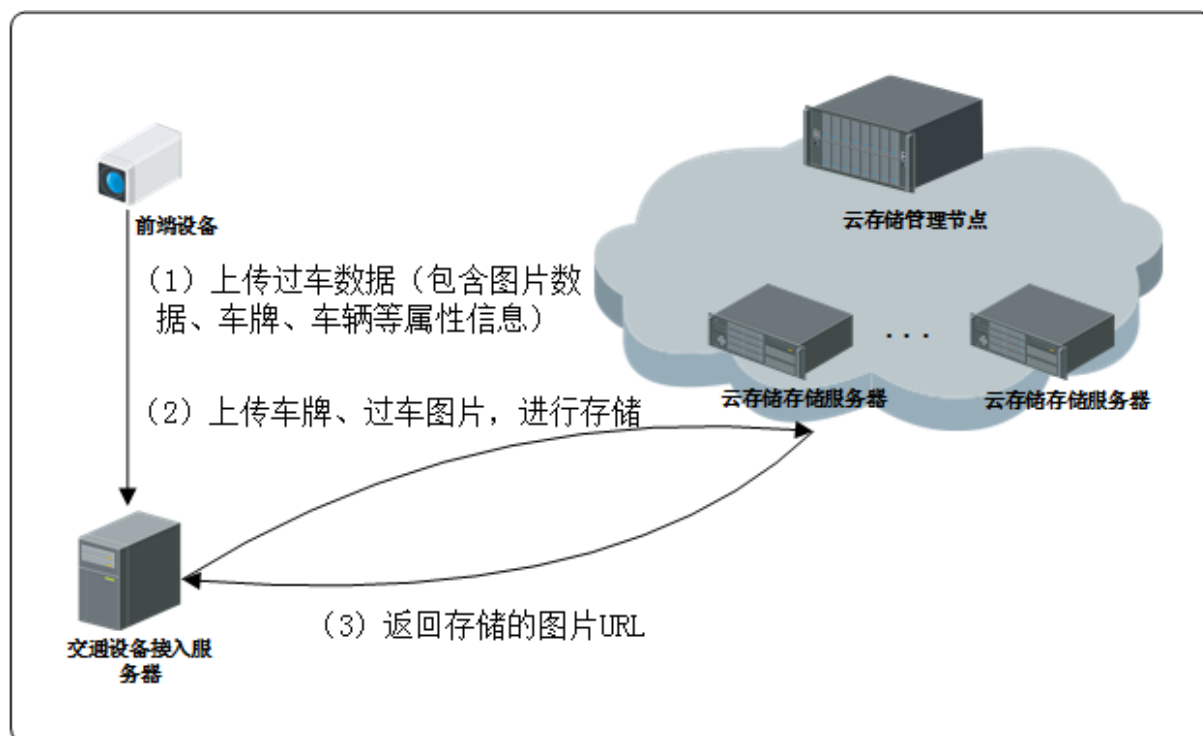 前端设备
云存储管理节点
（1）上传过车数据（包含图片数
据、车牌、车辆等属性信息）
...
云存储存储服务器
云存储存储服务器
（2）上传车牌、过车图片，进行存储
（3）返回存储的图片URL
交通设备接入服
务器